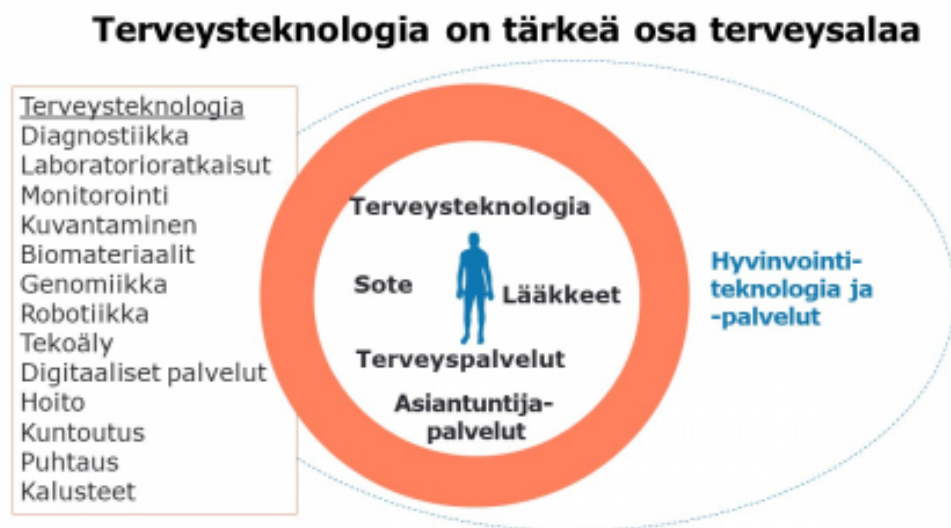 Terveysteknologia on tärkeä osa terveysalaa
Terveysteknologia
Diagnostiikka
Laboratorioratkaisut
Monitorointi
Kuvantaminen
Biomateriaalit
Genomiikka
Robotiikka
Tekoäly
Digitaaliset palvelut
Hoito
Kuntoutus
Puhtaus
Kalusteet
Terveysteknologia
Sote
Lääkkeet
Terveyspalvelut
Asiantuntija-
palvelut
Hyvinvointi-
teknologia ja
-palvelut